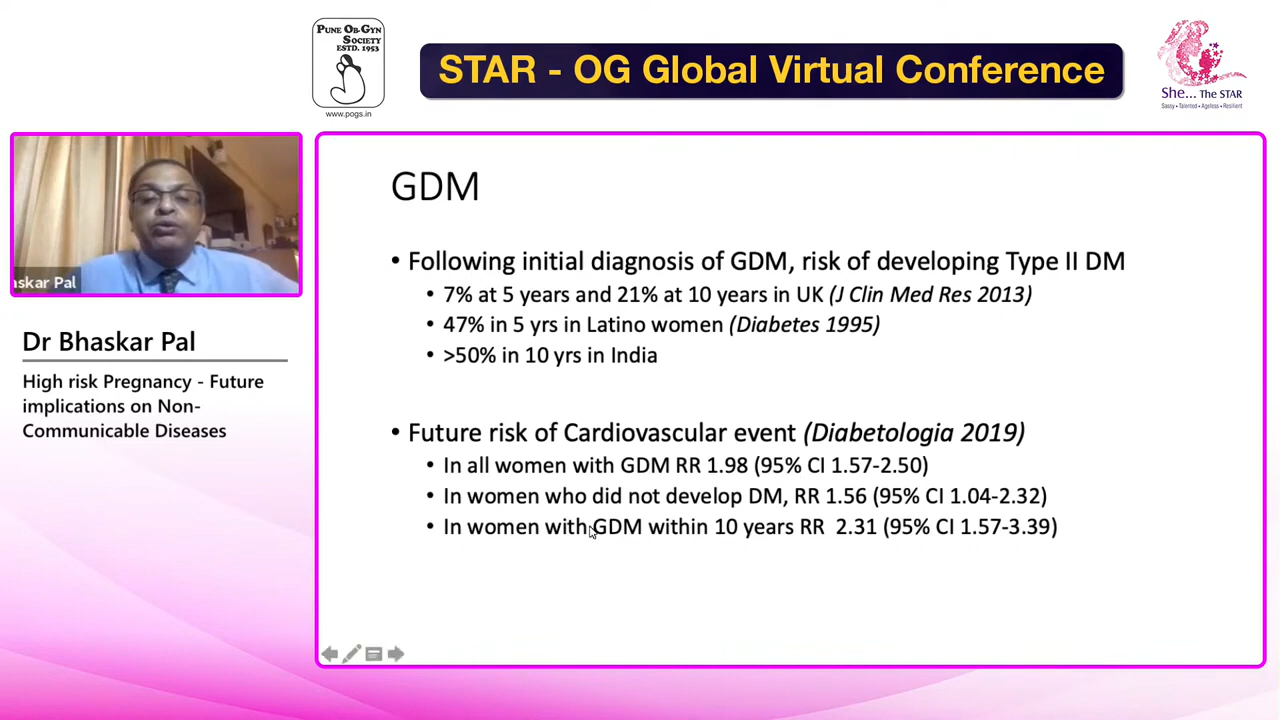 PUNE OB-GYN
SOCIETY
ESTD. 1953
www.pogs.in
STAR - OG Global Virtual Conference
She... THE STAR
Sassy • Talented • Ageless • Resilient
askar Pal
Dr Bhaskar Pal
High risk Pregnancy - Future
implications on Non-
Communicable Diseases
GDM
• Following initial diagnosis of GDM, risk of developing Type II DM
• 7% at 5 years and 21% at 10 years in UK (J Clin Med Res 2013)
• 47% in 5 yrs in Latino women (Diabetes 1995)
• >50% in 10 yrs in India
• Future risk of Cardiovascular event (Diabetologia 2019)
• In all women with GDM RR 1.98 (95% CI 1.57-2.50)
• In women who did not develop DM, RR 1.56 (95% CI 1.04-2.32)
• In women with GDM within 10 years RR 2.31 (95% CI 1.57-3.39)